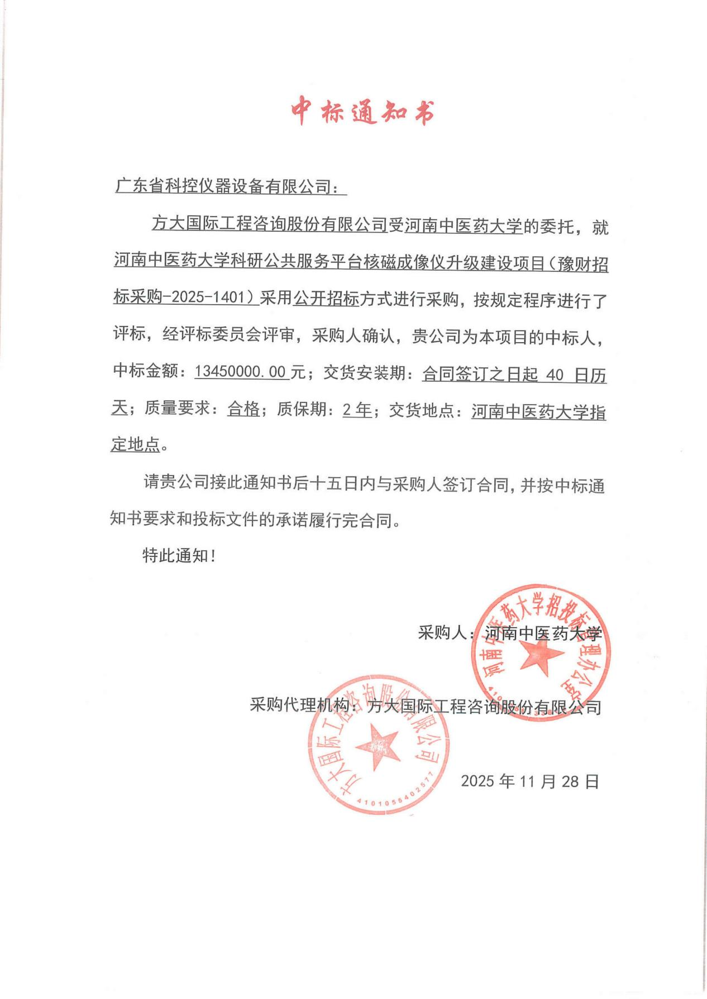 中标通知书
广东省科控仪器设备有限公司：
方大国际工程咨询股份有限公司受河南中医药大学的委托，就
河南中医药大学科研公共服务平台核磁成像仪升级建设项目（豫财招
标采购-2025-1401）采用公开招标方式进行采购，按规定程序进行了
评标，经评标委员会评审，采购人确认，贵公司为本项目的中标人，
中标金额：13450000.00元；交货安装期：合同签订之日起 40 日历
天；质量要求：合格；质保期：2年；交货地点：河南中医药大学指
定地点。
请贵公司接此通知书后十五日内与采购人签订合同，并按中标通
知书要求和投标文件的承诺履行完合同。
特此通知！
采购人：河南中医药大学
河南中医药大学招投标管理办公室
采购代理机构：方大国际工程咨询股份有限公司
方大国际工程咨询股份有限公司
4101055402577
2025年11月28日